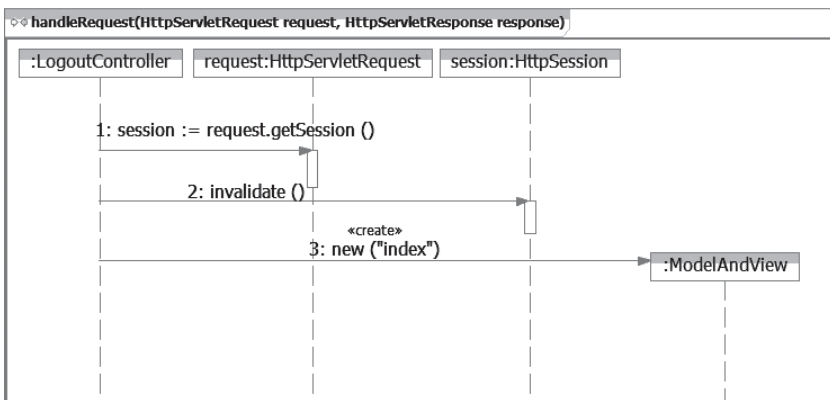 handleRequest(HttpServletRequest request, HttpServletResponse response)
:LogoutController
request:HttpServletRequest
session:HttpSession
1: session := request.getSession ()
2: invalidate ()
«create»
3: new ("index")
:ModelAndView